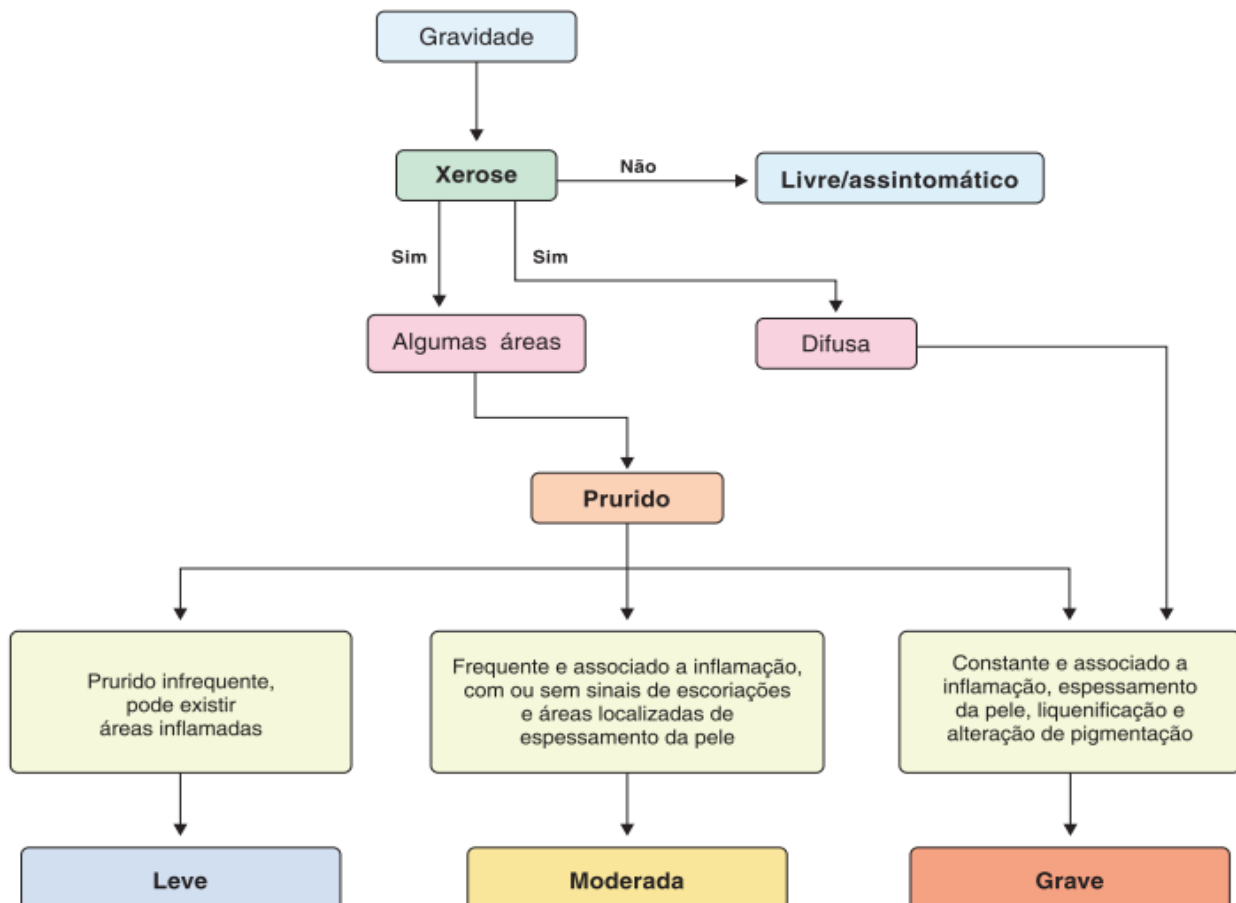 Gravidade
Xerose
Não
Livre/assintomático
Sim
Sim
Algumas áreas
Difusa
Prurido
Prurido infrequente,
pode existir
áreas inflamadas
Frequente e associado a inflamação,
com ou sem sinais de escoriações
e áreas localizadas de
espessamento da pele
Constante e associado a
inflamação, espessamento
da pele, liquenificação e
alteração de pigmentação
Leve
Moderada
Grave